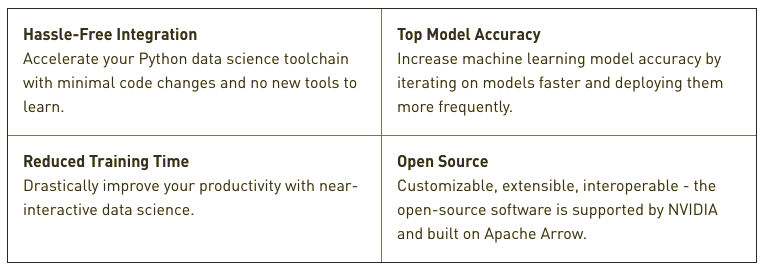 Hassle-Free Integration
Accelerate your Python data science toolchain
with minimal code changes and no new tools to
learn.
Top Model Accuracy
Increase machine learning model accuracy by
iterating on models faster and deploying them
more frequently.
Reduced Training Time
Drastically improve your productivity with near-
interactive data science.
Open Source
Customizable, extensible, interoperable - the
open-source software is supported by NVIDIA
and built on Apache Arrow.